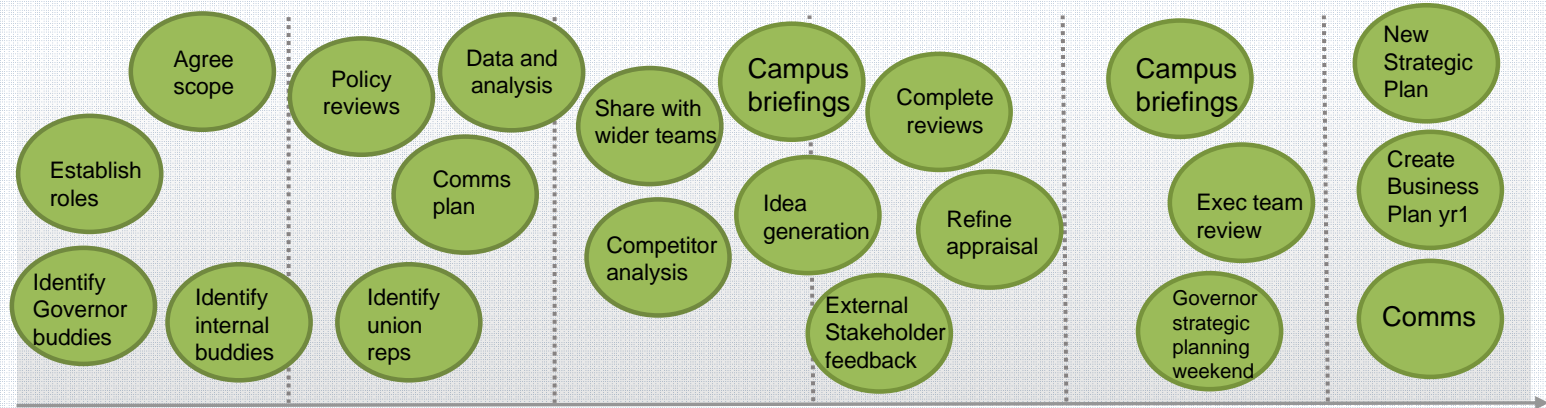 Agree
scope
Establish
roles
Identify
Governor
buddies
Identify
internal
buddies
Policy
reviews
Data and
analysis
Comms
plan
Identify
union
reps
Share with
wider teams
Competitor
analysis
Campus
briefings
Idea
generation
External
Stakeholder
feedback
Complete
reviews
Refine
appraisal
Campus
briefings
Exec team
review
Governor
strategic
planning
weekend
New
Strategic
Plan
Create
Business
Plan yr1
Comms